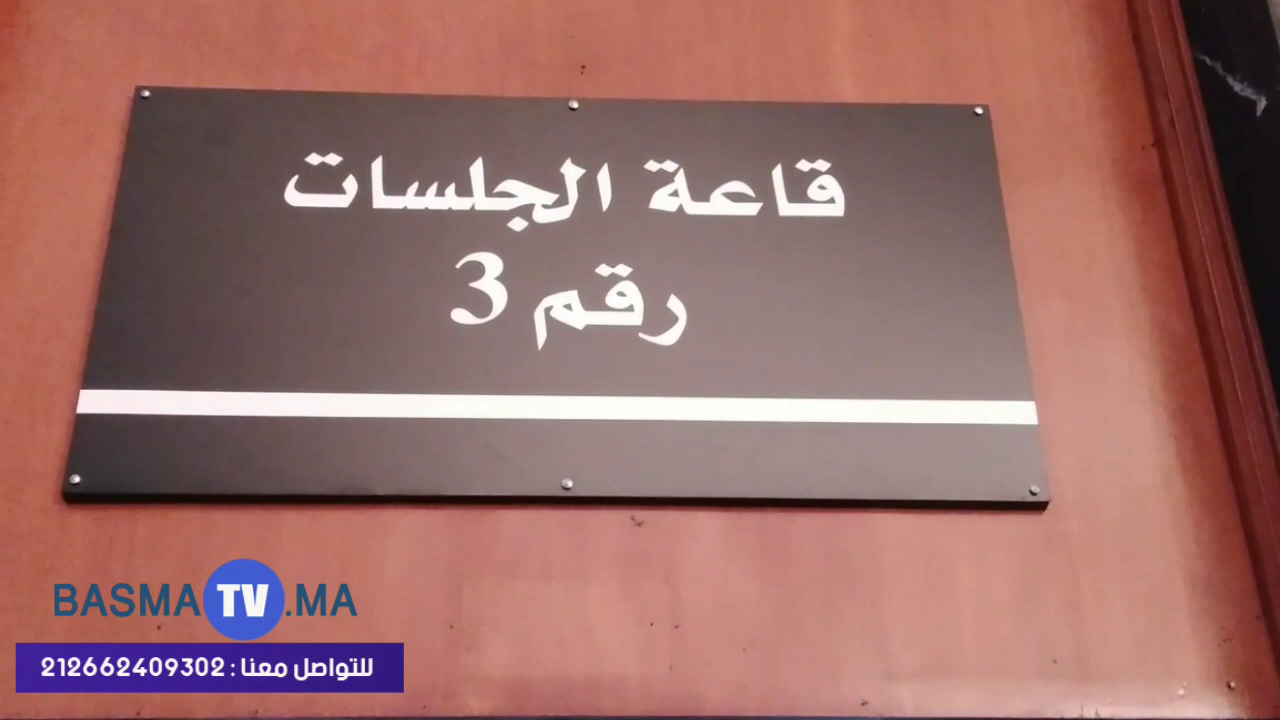 قاعة الجلسات
رقم 3
BASMA TV.MA
للتواصل معنا : 212662409302